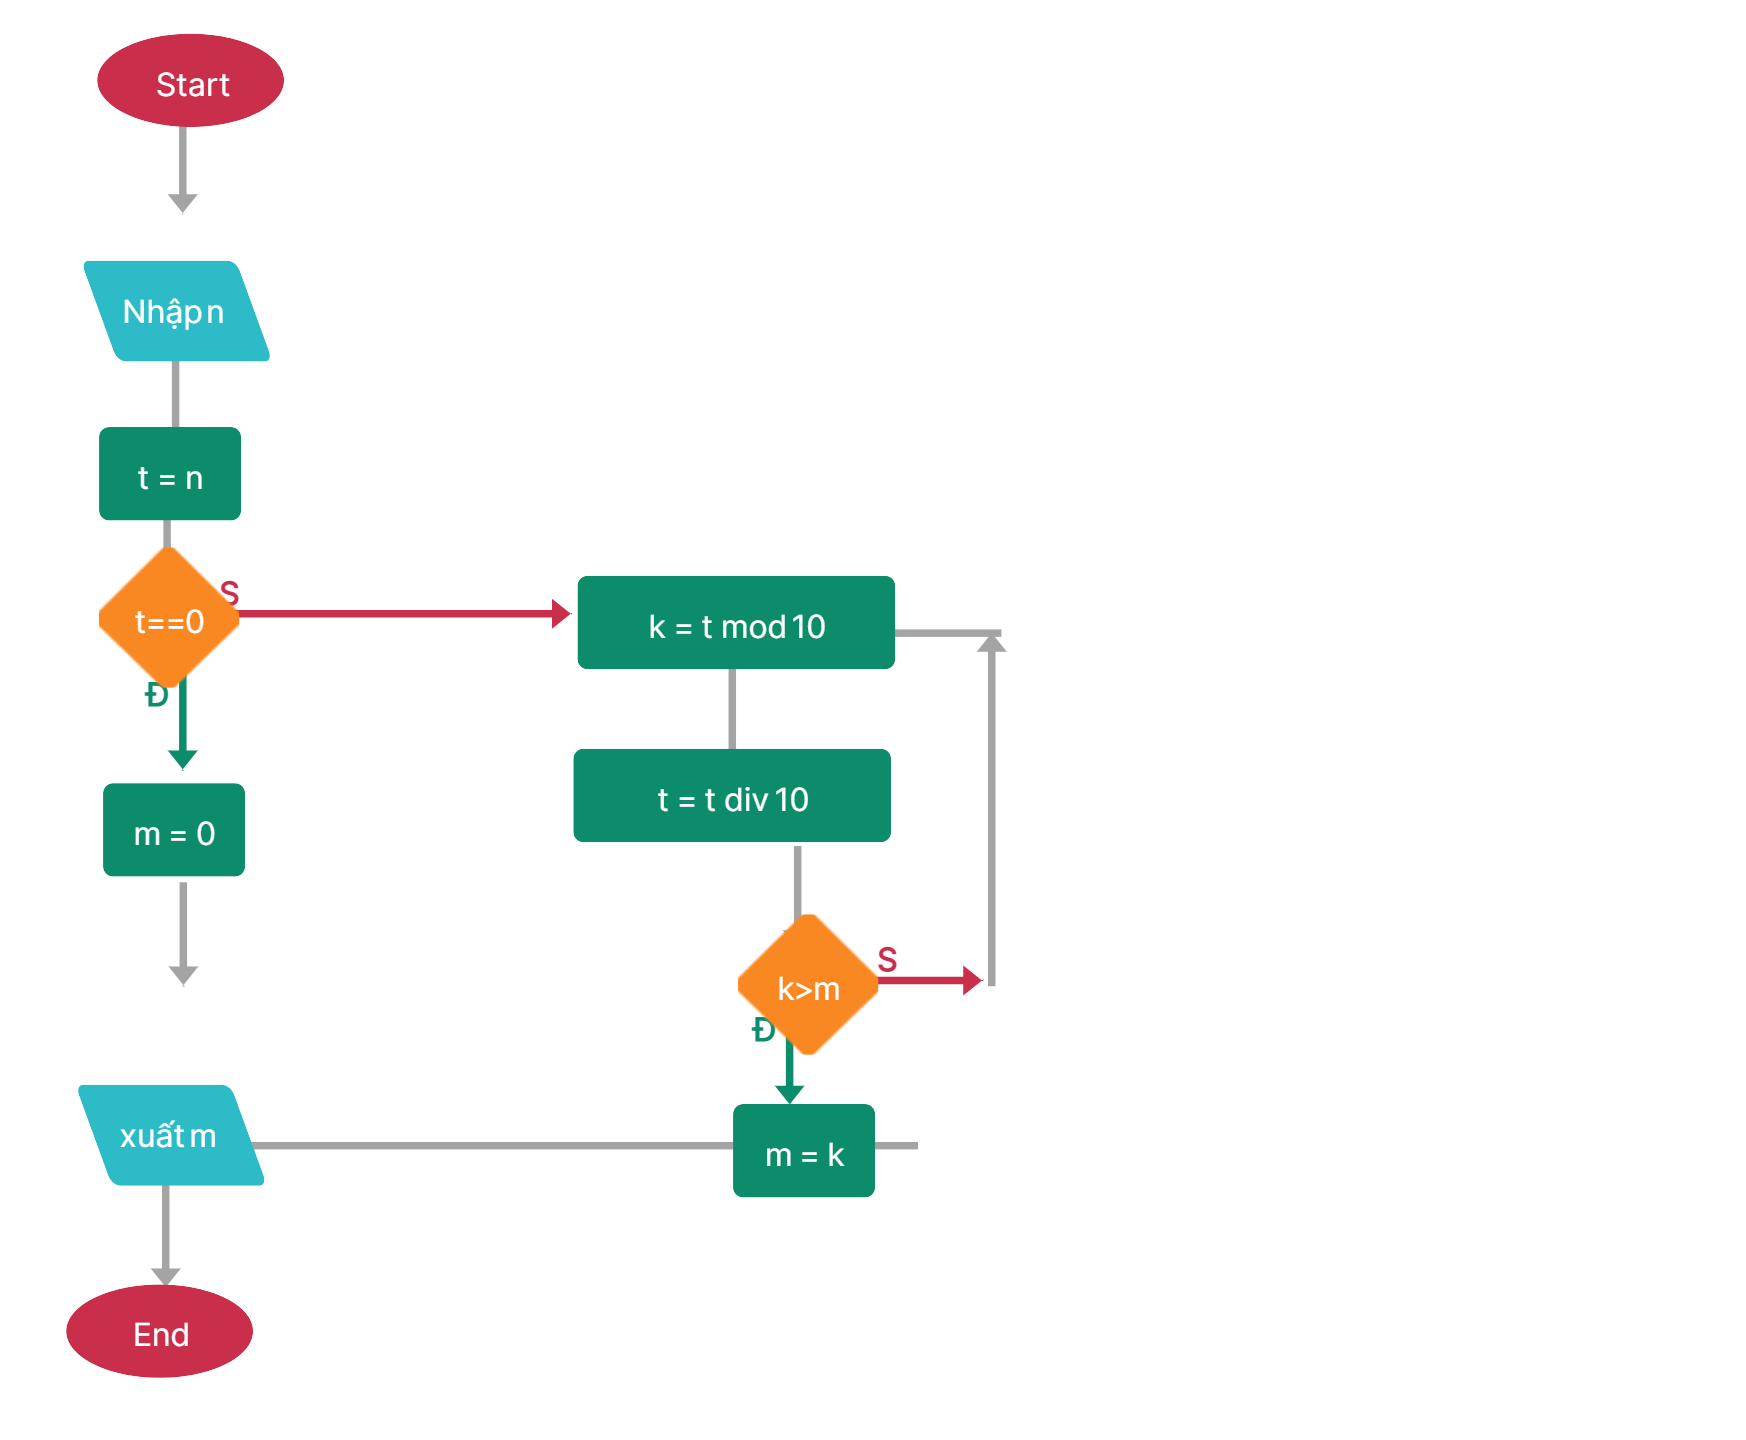 Start
Nhập n
t = n
t==0
S
Đ
k = t mod 10
t = t div 10
m = 0
k>m
S
Đ
xuất m
m = k
End